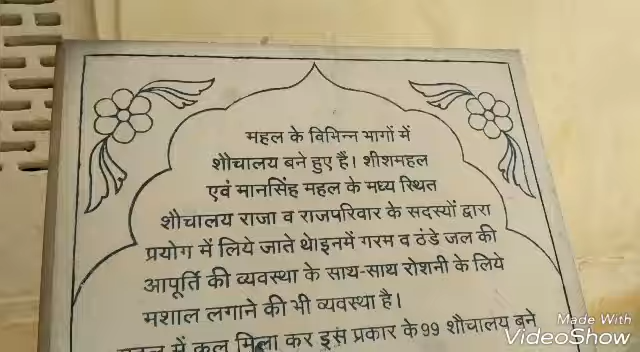 महल के विभिन्न भागों में
शौचालय बने हुए हैं। शीशमहल
एवं मानसिंह महल के मध्य स्थित
शौचालय राजा व राजपरिवार के सदस्यों द्वारा
प्रयोग में लिये जाते थे।इनमें गरम व ठंडे जल की
आपूर्ति की व्यवस्था के साथ-साथ रोशनी के लिये
मशाल लगाने की भी व्यवस्था है।
में कुल मिला कर इस प्रकार के 99 शौचालय बने
Made With
VideoShow